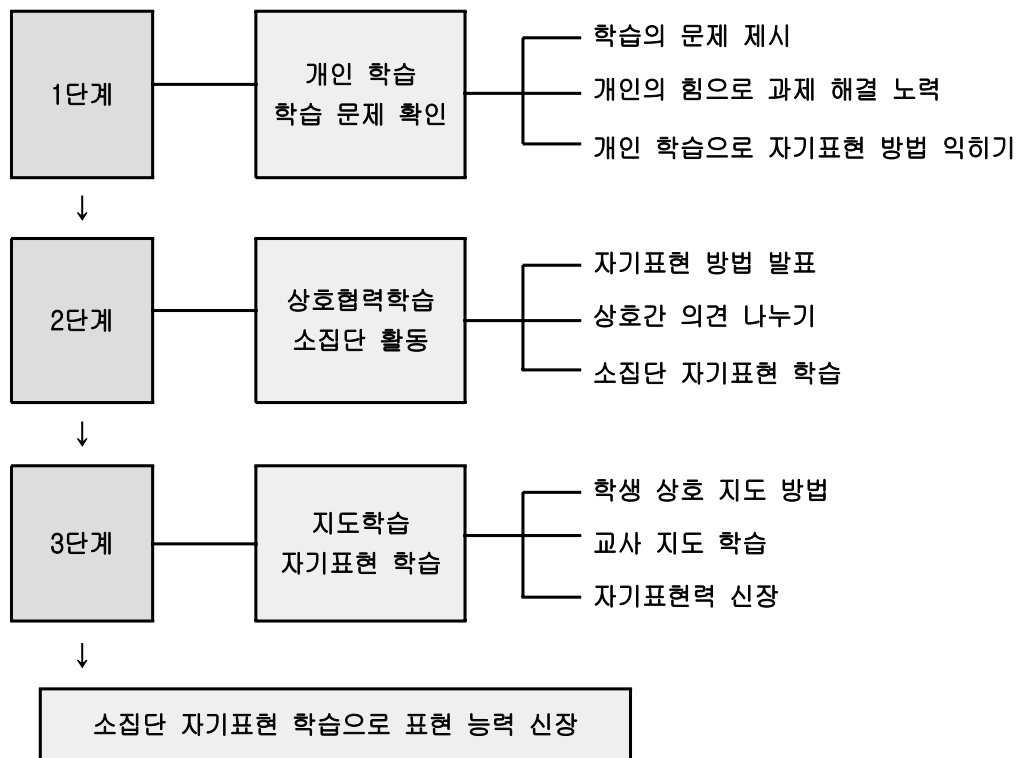 1단계
개인 학습
학습 문제 확인
학습의 문제 제시
개인의 힘으로 과제 해결 노력
개인 학습으로 자기표현 방법 익히기
↓
2단계
상호협력학습
소집단 활동
자기표현 방법 발표
상호간 의견 나누기
소집단 자기표현 학습
↓
3단계
지도학습
자기표현 학습
학생 상호 지도 방법
교사 지도 학습
자기표현력 신장
↓
소집단 자기표현 학습으로 표현 능력 신장